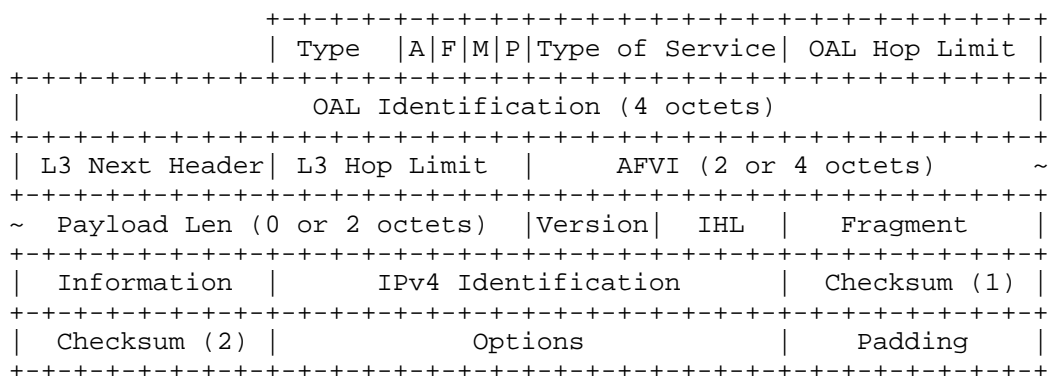 +-+-+-+-+-+-+-+-+-+-+-+-+-+-+-+-+-+-+-+-+-+-+-+-+
                | Type  |A|F|M|P|Type of Service| OAL Hop Limit |
+-+-+-+-+-+-+-+-+-+-+-+-+-+-+-+-+-+-+-+-+-+-+-+-+-+-+-+-+-+-+-+-+
|                  OAL Identification (4 octets)                |
+-+-+-+-+-+-+-+-+-+-+-+-+-+-+-+-+-+-+-+-+-+-+-+-+-+-+-+-+-+-+-+-+
| L3 Next Header| L3 Hop Limit  |     AFVI (2 or 4 octets)      ~
+-+-+-+-+-+-+-+-+-+-+-+-+-+-+-+-+-+-+-+-+-+-+-+-+-+-+-+-+-+-+-+-+
~  Payload Len (0 or 2 octets)  |Version|  IHL  |   Fragment    |
+-+-+-+-+-+-+-+-+-+-+-+-+-+-+-+-+-+-+-+-+-+-+-+-+-+-+-+-+-+-+-+-+
|  Information  |      IPv4 Identification      |  Checksum (1) |
+-+-+-+-+-+-+-+-+-+-+-+-+-+-+-+-+-+-+-+-+-+-+-+-+-+-+-+-+-+-+-+-+
|  Checksum (2) |            Options            |    Padding    |
+-+-+-+-+-+-+-+-+-+-+-+-+-+-+-+-+-+-+-+-+-+-+-+-+-+-+-+-+-+-+-+-+